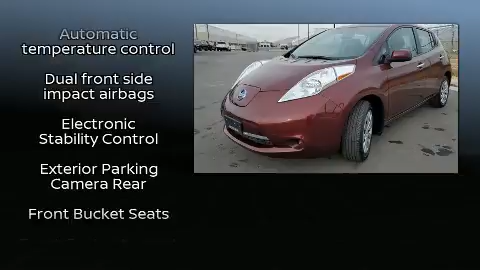 Automatic
temperature control
Dual front side
impact airbags
Electronic
Stability Control
Exterior Parking
Camera Rear
Front Bucket Seats